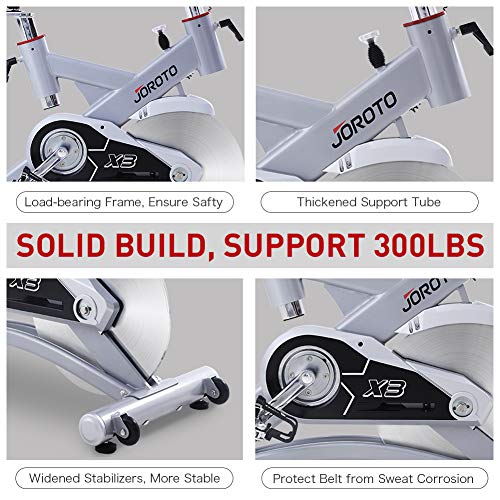 JOROTO
X3
Load-bearing Frame, Ensure Safty
JOROTO
Thickened Support Tube
SOLID BUILD, SUPPORT 300LBS
X3
Widened Stabilizers, More Stable
JOROTO
X3
Protect Belt from Sweat Corrosion